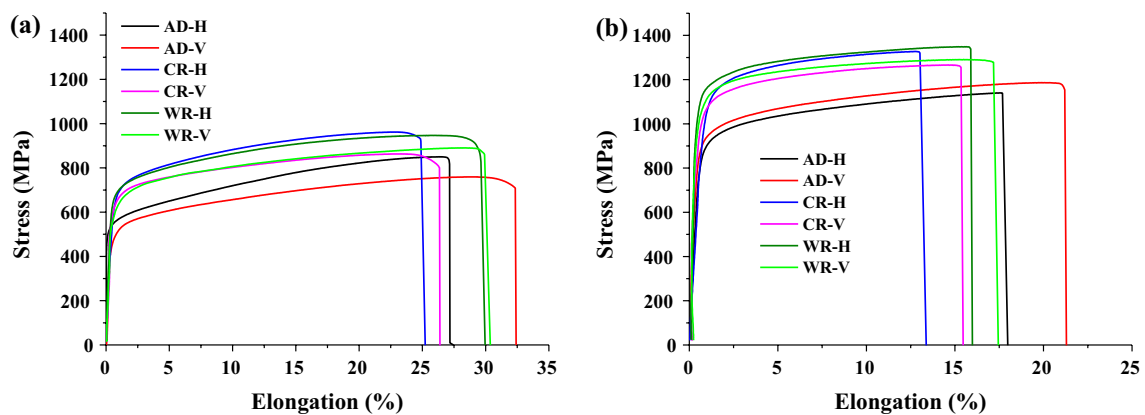 (a)
AD-H
AD-V
CR-H
CR-V
WR-H
WR-V
Stress (MPa)
1400
1200
1000
800
600
400
200
0
0 5 10 15 20 25 30 35
Elongation (%)
(b)
AD-H
AD-V
CR-H
CR-V
WR-H
WR-V
Stress (MPa)
1400
1200
1000
800
600
400
200
0
0 5 10 15 20 25
Elongation (%)